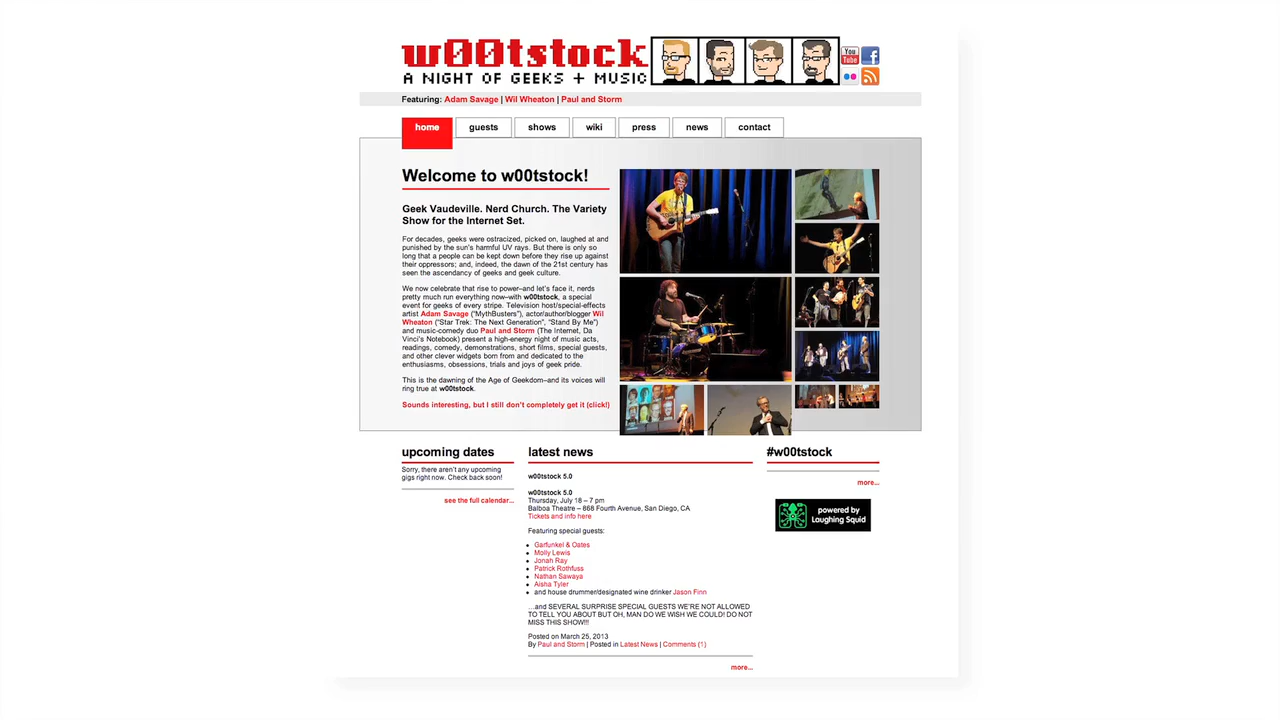 w00tstock
A NIGHT OF GEEKS + MUSIC
You
Tube
Featuring: Adam Savage | Wil Wheaton | Paul and Storm
home
guests
shows
wiki
press
news
contact
Welcome to w00tstock!
Geek Vaudeville. Nerd Church. The Variety
Show for the Internet Set.
For decades, geeks were ostracized, picked on, laughed at and
punished by the sun's harmful UV rays. But there is only so
long that a people can be kept down before they rise up against
their oppressors; and, indeed, the dawn of the 21st century has
seen the ascendancy of geeks and geek culture.
We now celebrate that rise to power–and let's face it, nerds
pretty much run everything now–with w00tstock, a special
event for geeks of every stripe. Television host/special-effects
artist Adam Savage ("MythBusters"), actor/author/blogger Wil
Wheaton ("Star Trek: The Next Generation", "Stand By Me")
and music-comedy duo Paul and Storm (The Internet, Da
Vinci's Notebook) present a high-energy night of music acts,
readings, comedy, demonstrations, short films, special guests,
and other clever widgets born from and dedicated to the
enthusiasms, obsessions, trials and joys of geek pride.
This is the dawning of the Age of Geekdom–and its voices will
ring true at w00tstock.
Sounds interesting, but I still don't completely get it (click!)
upcoming dates
Sorry, there aren't any upcoming
gigs right now. Check back soon!
see the full calendar...
latest news
w00tstock 5.0
w00tstock 5.0
Thursday, July 18 – 7 pm
Balboa Theatre – 868 Fourth Avenue, San Diego, CA
Tickets and info here
Featuring special guests:
Garfunkel & Oates
Molly Lewis
Jonah Ray
Patrick Rothfuss
Nathan Sawaya
Aisha Tyler
and house drummer/designated wine drinker Jason Finn
…and SEVERAL SURPRISE SPECIAL GUESTS WE'RE NOT ALLOWED
TO TELL YOU ABOUT BUT OH, MAN DO WE WISH WE COULD! DO NOT
MISS THIS SHOW!!!
Posted on March 25, 2013
By Paul and Storm | Posted in Latest News | Comments (1)
more...
#w00tstock
more...
powered by
Laughing Squid